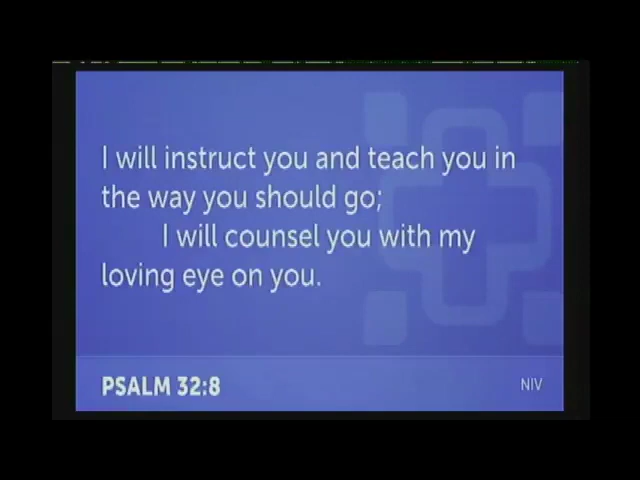 I will instruct you and teach you in
the way you should go;
I will counsel you with my
loving eye on you.
PSALM 32:8
NIV